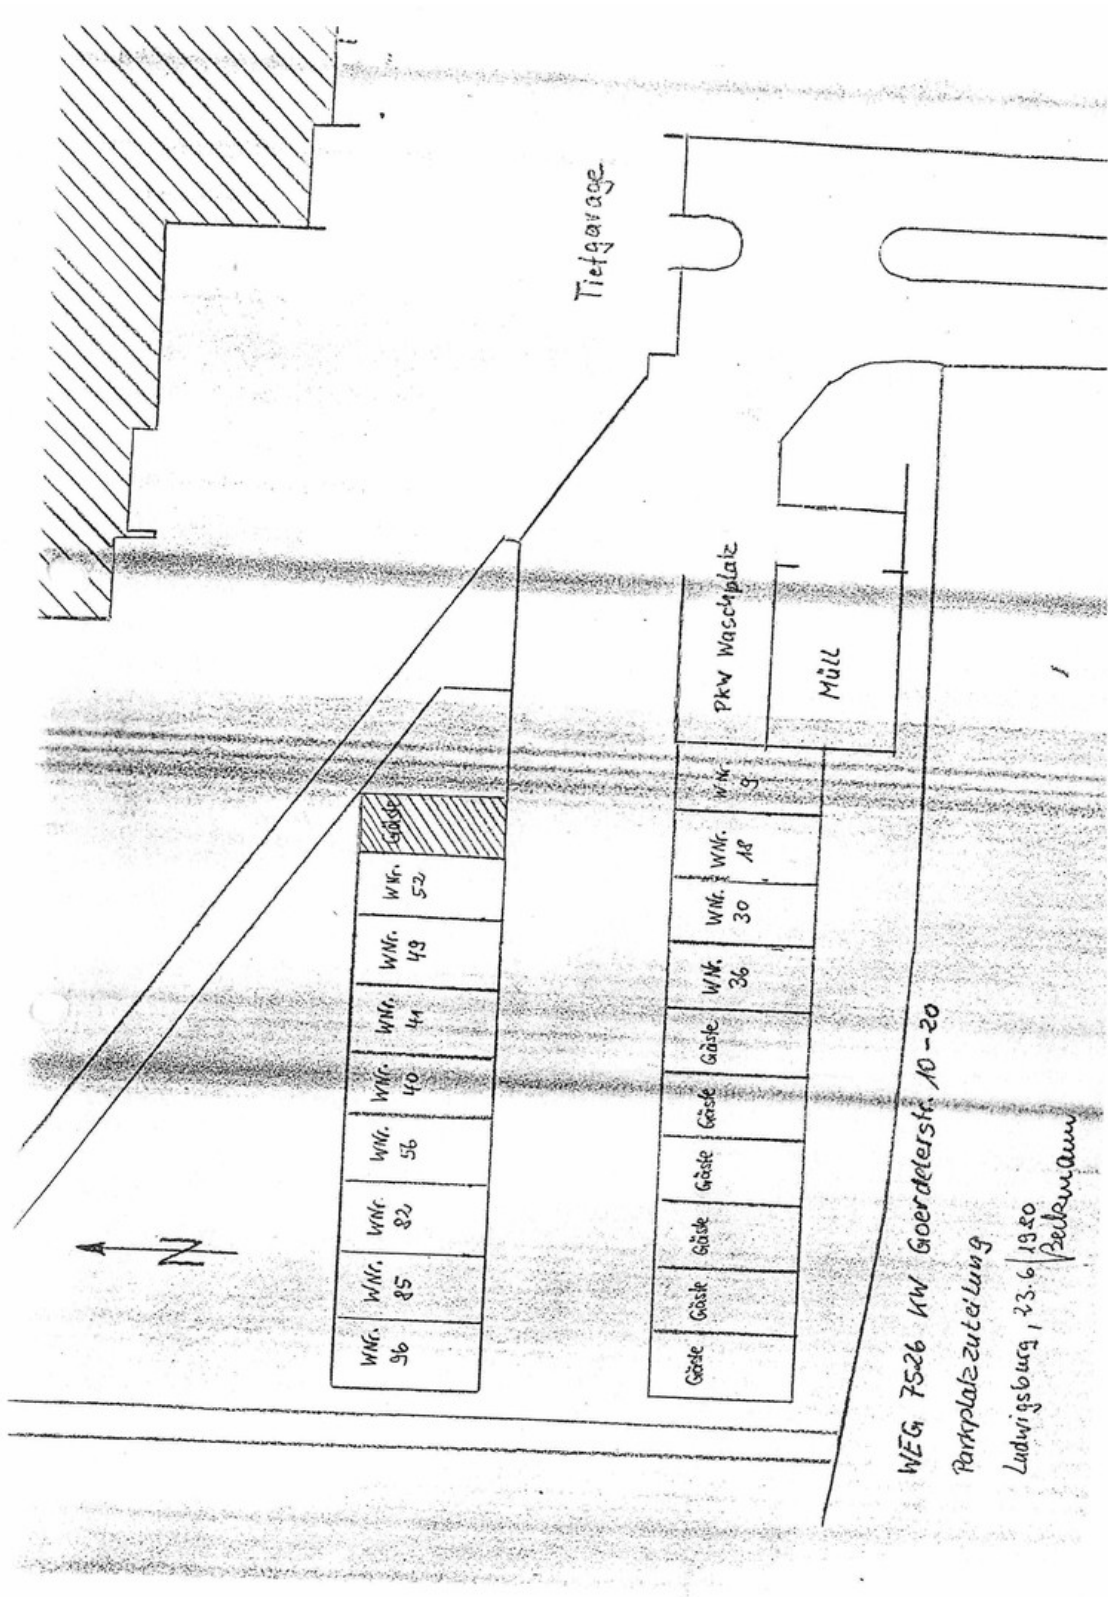 Tiefgarage
PKW Waschplatz
Müll
Gäste
WNr.
52
WNr.
49
WNr.
41
WNr.
40
WNr.
56
WNr.
82
WNr.
85
WNr.
96
WNr.
9
WNr.
18
WNr.
30
WNr.
36
Gäste
Gäste
Gäste
Gäste
Gäste
Gäste
N
WEG 7526 KW Goerdelerstr. 10-20
Parkplatzzuteilung
Ludwigsburg, 23.6.1980
Beckmann